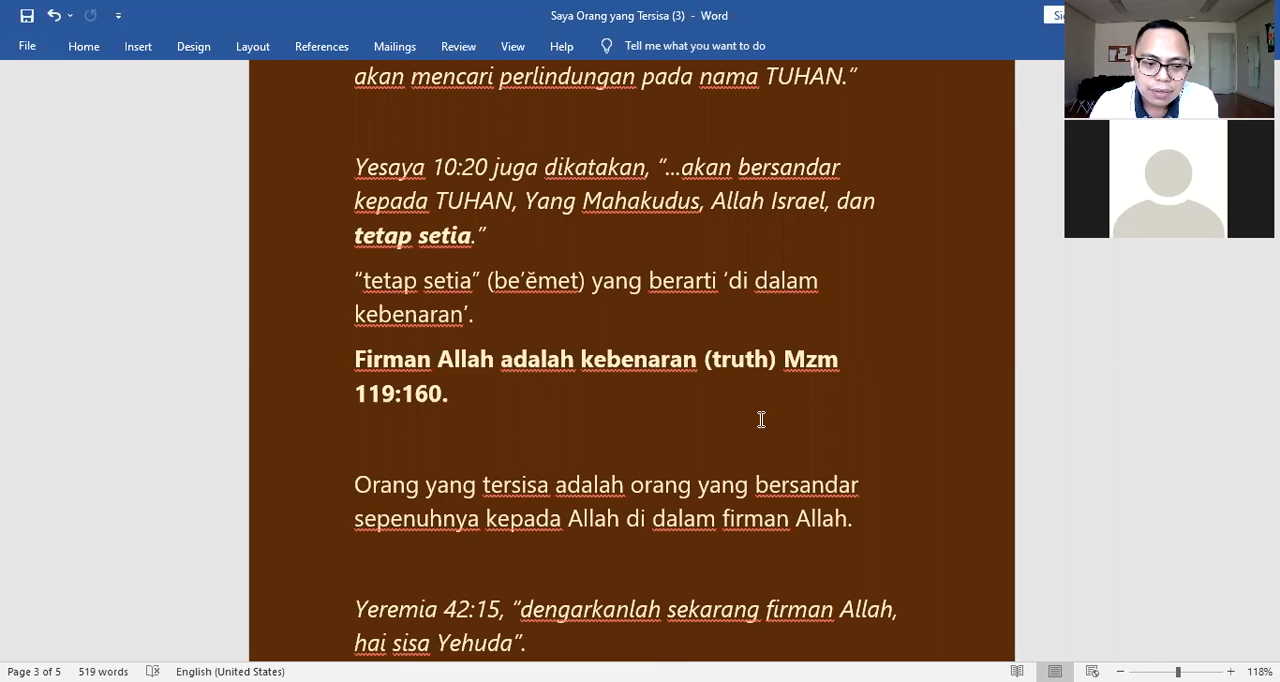 Saya Orang yang Tersisa (3) - Word
File Home Insert Design Layout References Mailings Review View Help Tell me what you want to do
akan mencari perlindungan pada nama TUHAN.”
Yesaya 10:20 juga dikatakan, “...akan bersandar
kepada TUHAN, Yang Mahakudus, Allah Israel, dan
tetap setia.”
“tetap setia” (be’ĕmet) yang berarti ‘di dalam
kebenaran’.
Firman Allah adalah kebenaran (truth) Mzm
119:160.
Orang yang tersisa adalah orang yang bersandar
sepenuhnya kepada Allah di dalam firman Allah.
Yeremia 42:15, “dengarkanlah sekarang firman Allah,
hai sisa Yehuda”.
Page 3 of 5 519 words English (United States) 118%